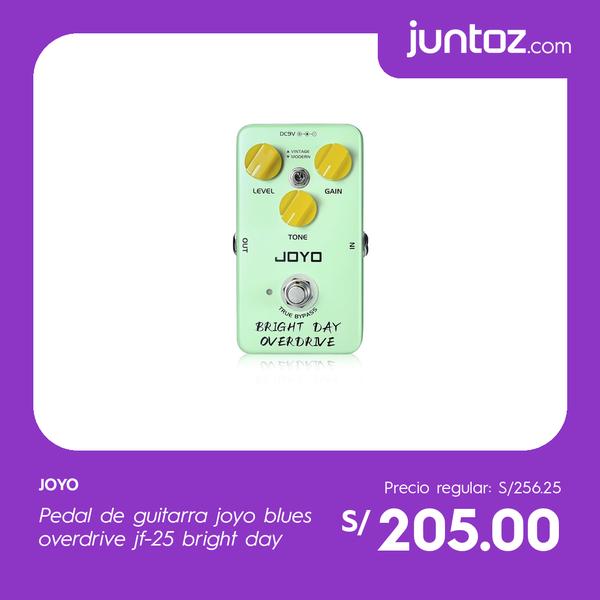 juntoz.com
DC9V
VINTAGE
MODERN
LEVEL
GAIN
TONE
OUT
IN
JOYO
TRUE BYPASS
BRIGHT DAY
OVERDRIVE
JOYO
Precio regular: S/256.25
Pedal de guitarra joyo blues
overdrive jf-25 bright day
S/ 205.00